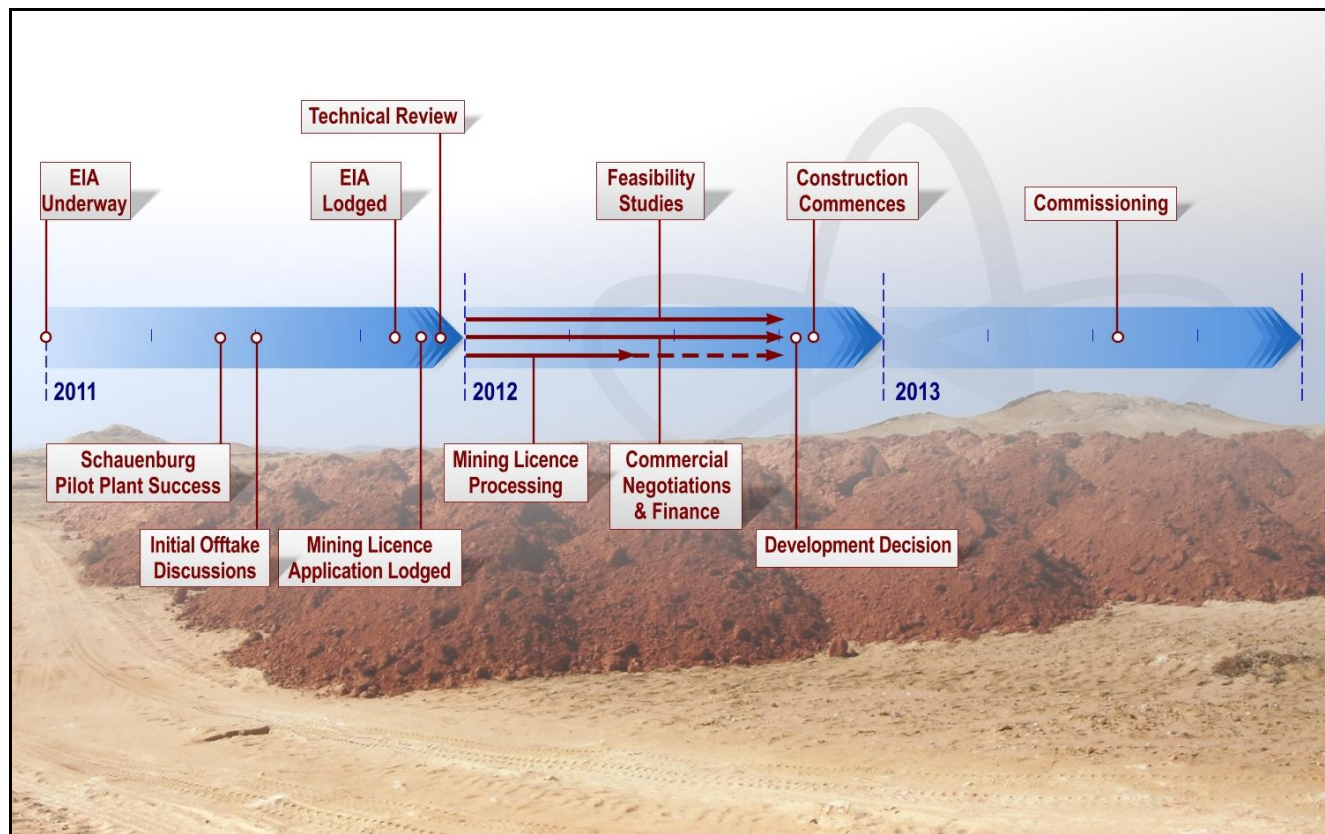 Technical Review
EIA
Underway
EIA
Lodged
Feasibility
Studies
Construction
Commences
Commissioning
2011
2012
2013
Schauenburg
Pilot Plant Success
Initial Offtake
Discussions
Mining Licence
Application Lodged
Mining Licence
Processing
Commercial
Negotiations
& Finance
Development Decision